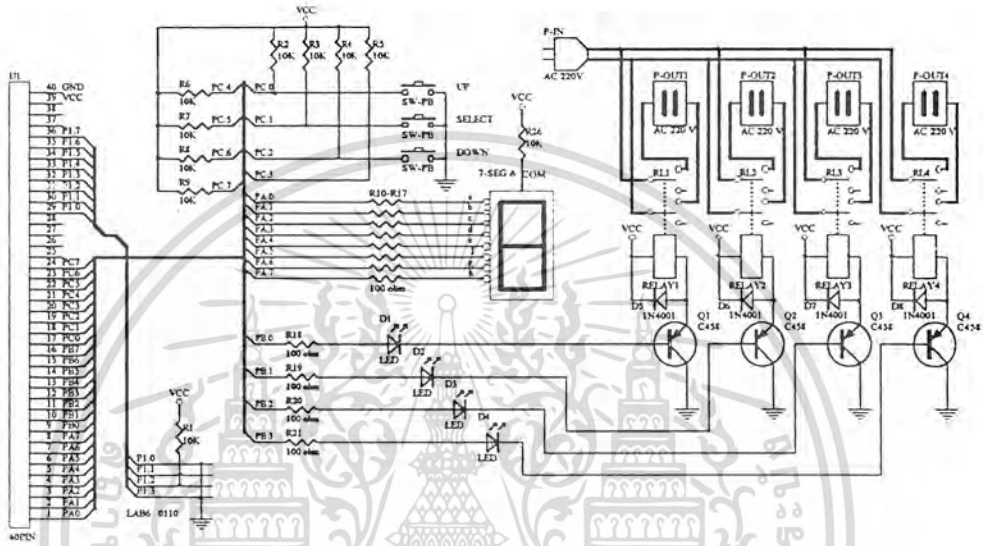 U1
40 GND
39 VCC
38
37
36 P1.7
35 P1.6
34 P1.5
33 P1.4
32 P1.3
31 P1.2
30 P1.1
29 P1.0
28
27
26
25
24 PC7
23 PC6
22 PC5
21 PC4
20 PC3
19 PC2
18 PC1
17 PC0
16 PB7
15 PB6
14 PB5
13 PB4
12 PB3
11 PB2
10 PB1
9 PB0
8 PA7
7 PA6
6 PA5
5 PA4
4 PA3
3 PA2
2 PA1
1 PA0
40PIN
VCC
R1
10K
P1.0
P1.1
P1.2
P1.3
LAB6 0110
VCC
R2
10K
R3
10K
R4
10K
R5
10K
R6
10K
PC.4
R7
10K
PC.5
R8
10K
PC.6
R9
10K
PC.7
PC.0
PC.1
PC.2
PC.3
SW-PB
UP
SW-PB
SELECT
SW-PB
DOWN
PA.0
PA.1
PA.2
PA.3
PA.4
PA.5
PA.6
PA.7
R10-R17
100 ohm
a
b
c
d
e
f
g
VCC
R26
10K
7-SEG A COM
PB.0
R18
100 ohm
D1
LED
PB.1
R19
100 ohm
D2
LED
PB.2
R20
100 ohm
D3
LED
PB.3
R21
100 ohm
D4
LED
P-IN
AC 220V
P-OUT1
AC 220 V
P-OUT2
AC 220 V
P-OUT3
AC 220 V
P-OUT4
AC 220 V
RL1
RL2
RL3
RL4
VCC
RELAY1
D5
1N4001
Q1
C458
VCC
RELAY2
D6
1N4001
Q2
C458
VCC
RELAY3
D7
1N4001
Q3
C458
VCC
RELAY4
D8
1N4001
Q4
C458